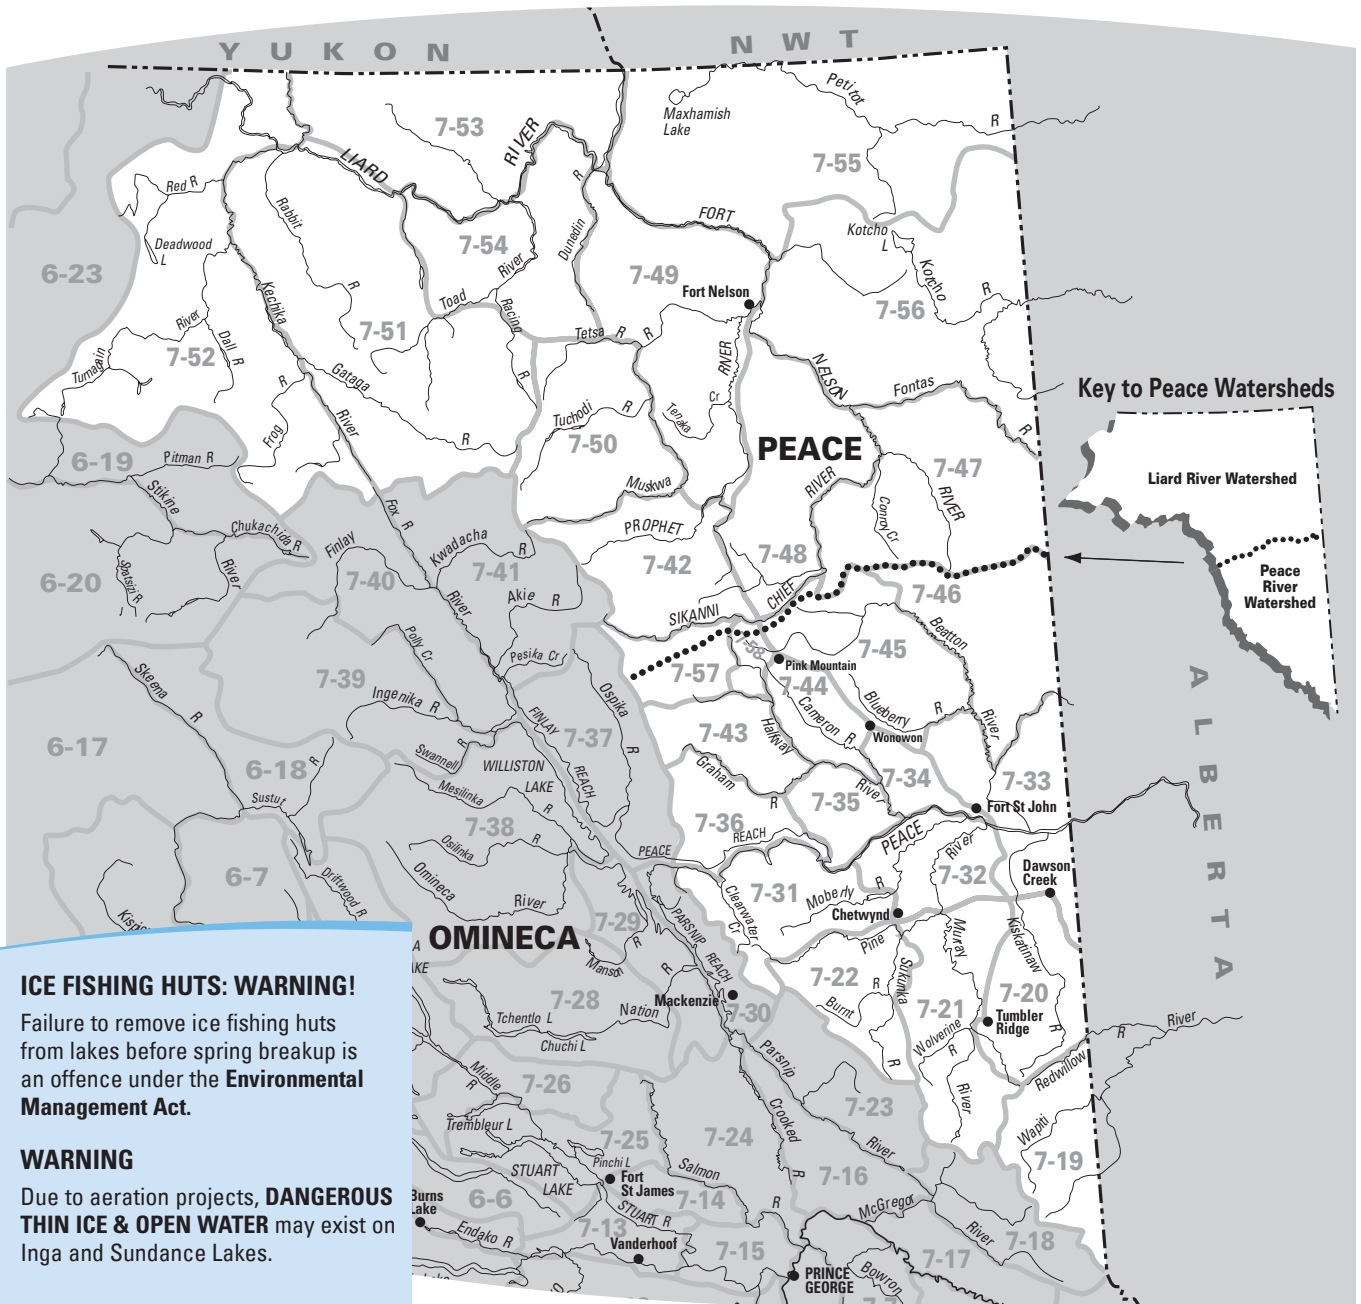 YUKON
NWT
Petitot
R
Maxhamish
Lake
7-53
LIARD
RIVER
7-55
Red R
Rabbit
R
Deadwood
L
7-54
River
Dunedin
R
FORT
Kotcho
L
Kotcho
R
6-23
Kechika
7-49
Fort Nelson
7-56
Toad
Racing
R
7-51
River
Dall R
7-52
Turnagain
Tetsa R
R
RIVER
NELSON
Fontas
R
Key to Peace Watersheds
Gataga
R
River
Frog
R
Tuchodi
R
7-50
Tenaka
Cr
PEACE
6-19
Pitman R
Stikine
Muskwa
RIVER
7-47
RIVER
Conroy Cr
Liard River Watershed
Fox R
Chukachida R
River
Finlay
Kwadacha
R
PROPHET
7-42
7-48
Peace
River
Watershed
6-20
Spatsizi R
7-40
7-41
Akie R
River
CHIEF
SIKANNI
7-46
Beatton
Polly Cr
Pesika Cr
7-58
7-45
Skeena
R
7-39
Ingenika R
Ospika
R
7-57
Pink Mountain
7-44
Cameron R
Blueberry
R
River
ALBERTA
6-17
6-18
R
Swannell
R
FINLAY
REACH
7-37
WILLISTON
LAKE
7-43
Halfway
River
Wonowon
7-34
7-33
Sustut
Mesilinka
R
Graham
R
7-35
Fort St John
7-38
Osilinka
R
7-36
REACH
PEACE
PEACE
River
6-7
Driftwood R
Omineca
River
7-29
PARSNIP
REACH
Clearwater
Cr
7-31
Moberly
R
7-32
Dawson
Creek
Chetwynd
OMINECA
Manson
R
Pine
R
Sukunka
R
Murray
Kiskatinaw
R
7-22
Burnt
7-28
Nation
R
Mackenzie
7-30
7-21
7-20
Tumbler
Ridge
Tchentlo L
Chuchi L
Wolverine
R
River
Redwillow
R
River
Parsnip
River
Middle
R
7-26
Crooked
R
7-23
Wapiti
7-19
Trembleur L
7-25
7-24
Pinchi L
Salmon
R
7-16
STUART
LAKE
Fort
St James
7-14
McGregor
River
6-6
STUART R
7-13
7-18
Burns
Lake
Endako R
Vanderhoof
7-15
7-17
PRINCE
GEORGE
Bowron
ICE FISHING HUTS: WARNING!
Failure to remove ice fishing huts
from lakes before spring breakup is
an offence under the Environmental
Management Act.
WARNING
Due to aeration projects, DANGEROUS
THIN ICE & OPEN WATER may exist on
Inga and Sundance Lakes.